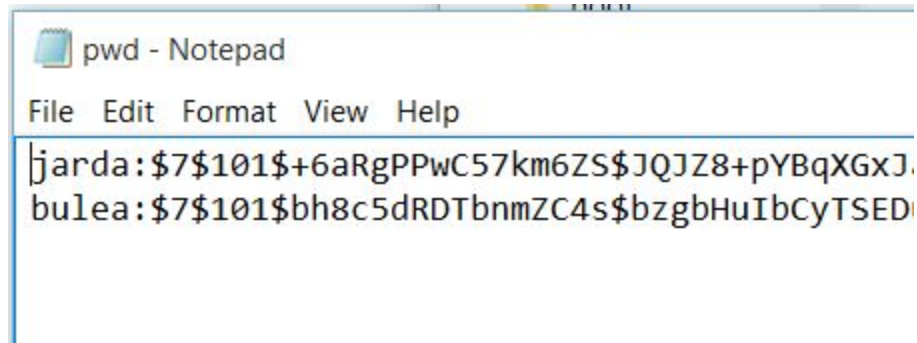 pwd - Notepad
File Edit Format View Help
jarda:$7$101$+6aRgPPwC57km6ZS$JQJZ8+pYBqXGxJ
bulea:$7$101$bh8c5dRDTbnmZC4s$bzgbHuIbCyTSED